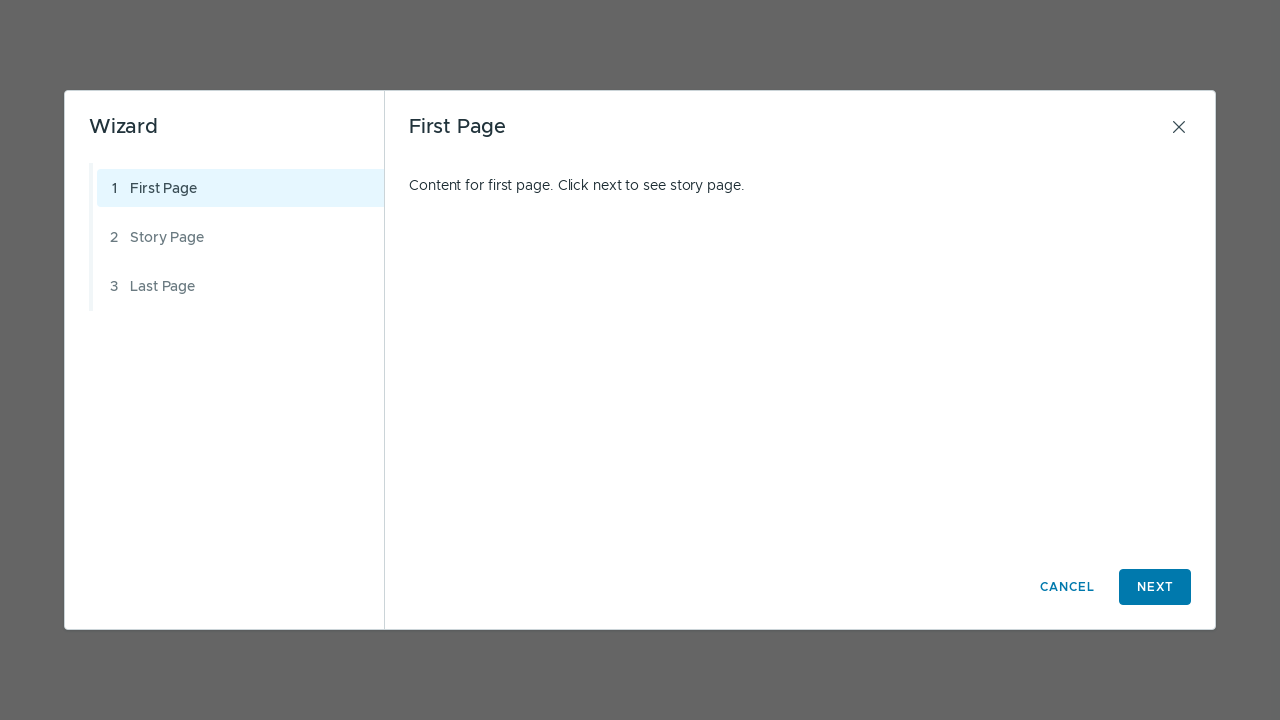 Wizard
1 First Page
2 Story Page
3 Last Page
First Page
Content for first page. Click next to see story page.
CANCEL
NEXT